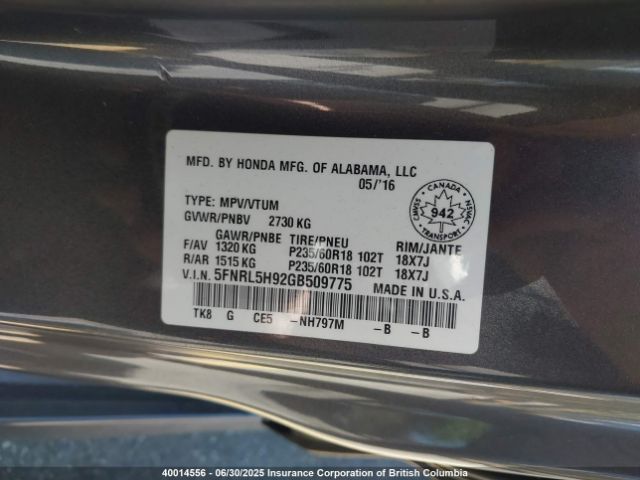 MFD. BY HONDA MFG. OF ALABAMA, LLC
05/'16
TYPE: MPV/VTUM
GVWR/PNBV 2730 KG
GAWR/PNBE TIRE/PNEU RIM/JANTE
F/AV 1320 KG P235/60R18 102T 18X7J
R/AR 1515 KG P235/60R18 102T 18X7J
V.I.N. 5FNRL5H92GB509775 MADE IN U.S.A.
TK8 G CE5 -NH797M -B -B
CANADA
942
CMVSS
NSVAC
40014556 - 06/30/2025 Insurance Corporation of British Columbia